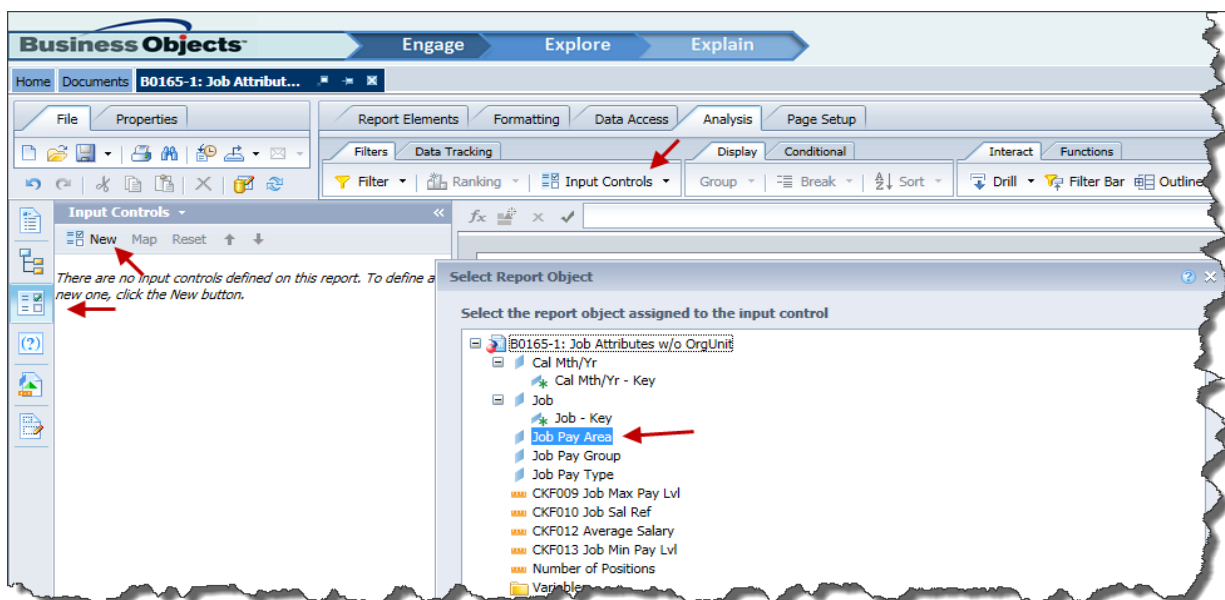 Business Objects Engage Explore Explain
Home Documents B0165-1: Job Attribut...
File Properties Report Elements Formatting Data Access Analysis Page Setup
Filters Data Tracking Display Conditional Interact Functions
Filter Ranking Input Controls Group Break Sort Drill Filter Bar Outline
Input Controls
New Map Reset
There are no input controls defined on this report. To define a
new one, click the New button.
Select Report Object
Select the report object assigned to the input control
B0165-1: Job Attributes w/o OrgUnit
Cal Mth/Yr
Cal Mth/Yr - Key
Job
Job - Key
Job Pay Area
Job Pay Group
Job Pay Type
CKF009 Job Max Pay Lvl
CKF010 Job Sal Ref
CKF012 Average Salary
CKF013 Job Min Pay Lvl
Number of Positions